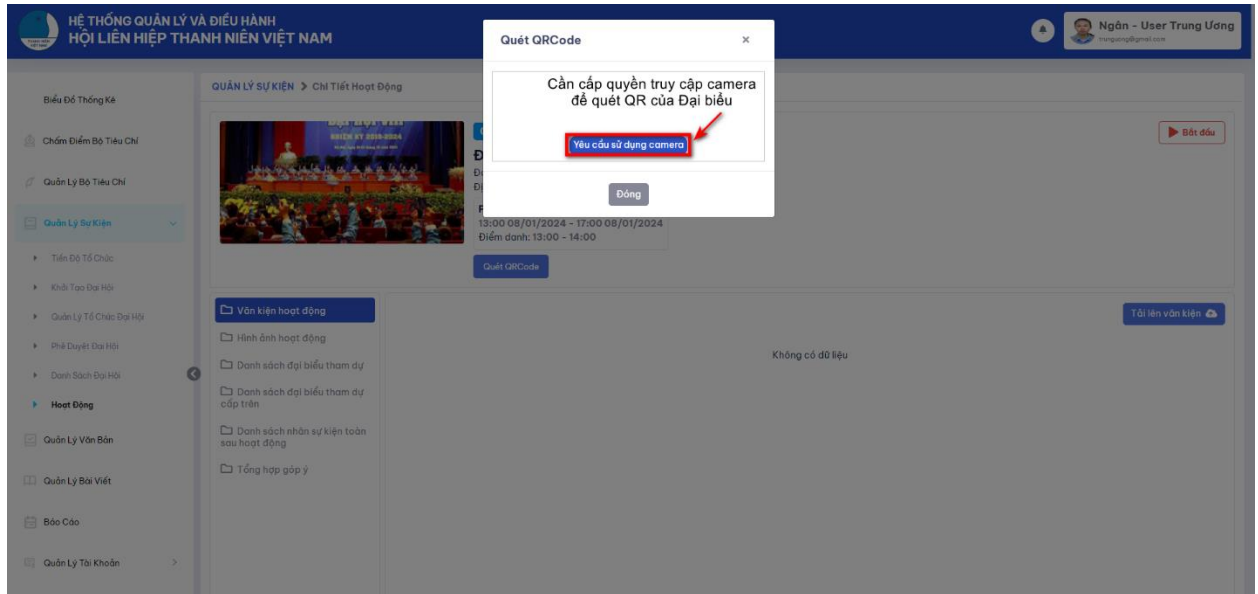 HỆ THỐNG QUẢN LÝ VÀ ĐIỀU HÀNH
HỘI LIÊN HIỆP THANH NIÊN VIỆT NAM
Ngân - User Trung Ương
trunguong@gmail.com
Quét QRCode
×
Cần cấp quyền truy cập camera
để quét QR của Đại biểu
Yêu cầu sử dụng camera
Đóng
Biểu Đồ Thống Kê
Chấm Điểm Bộ Tiêu Chí
Quản Lý Bộ Tiêu Chí
Quản Lý Sự Kiện
Tiến Độ Tổ Chức
Khởi Tạo Đại Hội
Quản Lý Tổ Chức Đại Hội
Phê Duyệt Đại Hội
Danh Sách Đại Hội
Hoạt Động
Quản Lý Văn Bản
Quản Lý Bài Viết
Báo Cáo
Quản Lý Tài Khoản
QUẢN LÝ SỰ KIỆN > Chi Tiết Hoạt Động
Bắt đầu
13:00 08/01/2024 - 17:00 08/01/2024
Điểm danh: 13:00 - 14:00
Quét QRCode
Văn kiện hoạt động
Hình ảnh hoạt động
Danh sách đại biểu tham dự
Danh sách đại biểu tham dự
cấp trên
Danh sách nhân sự kiện toàn
sau hoạt động
Tổng hợp góp ý
Tải lên văn kiện
Không có dữ liệu